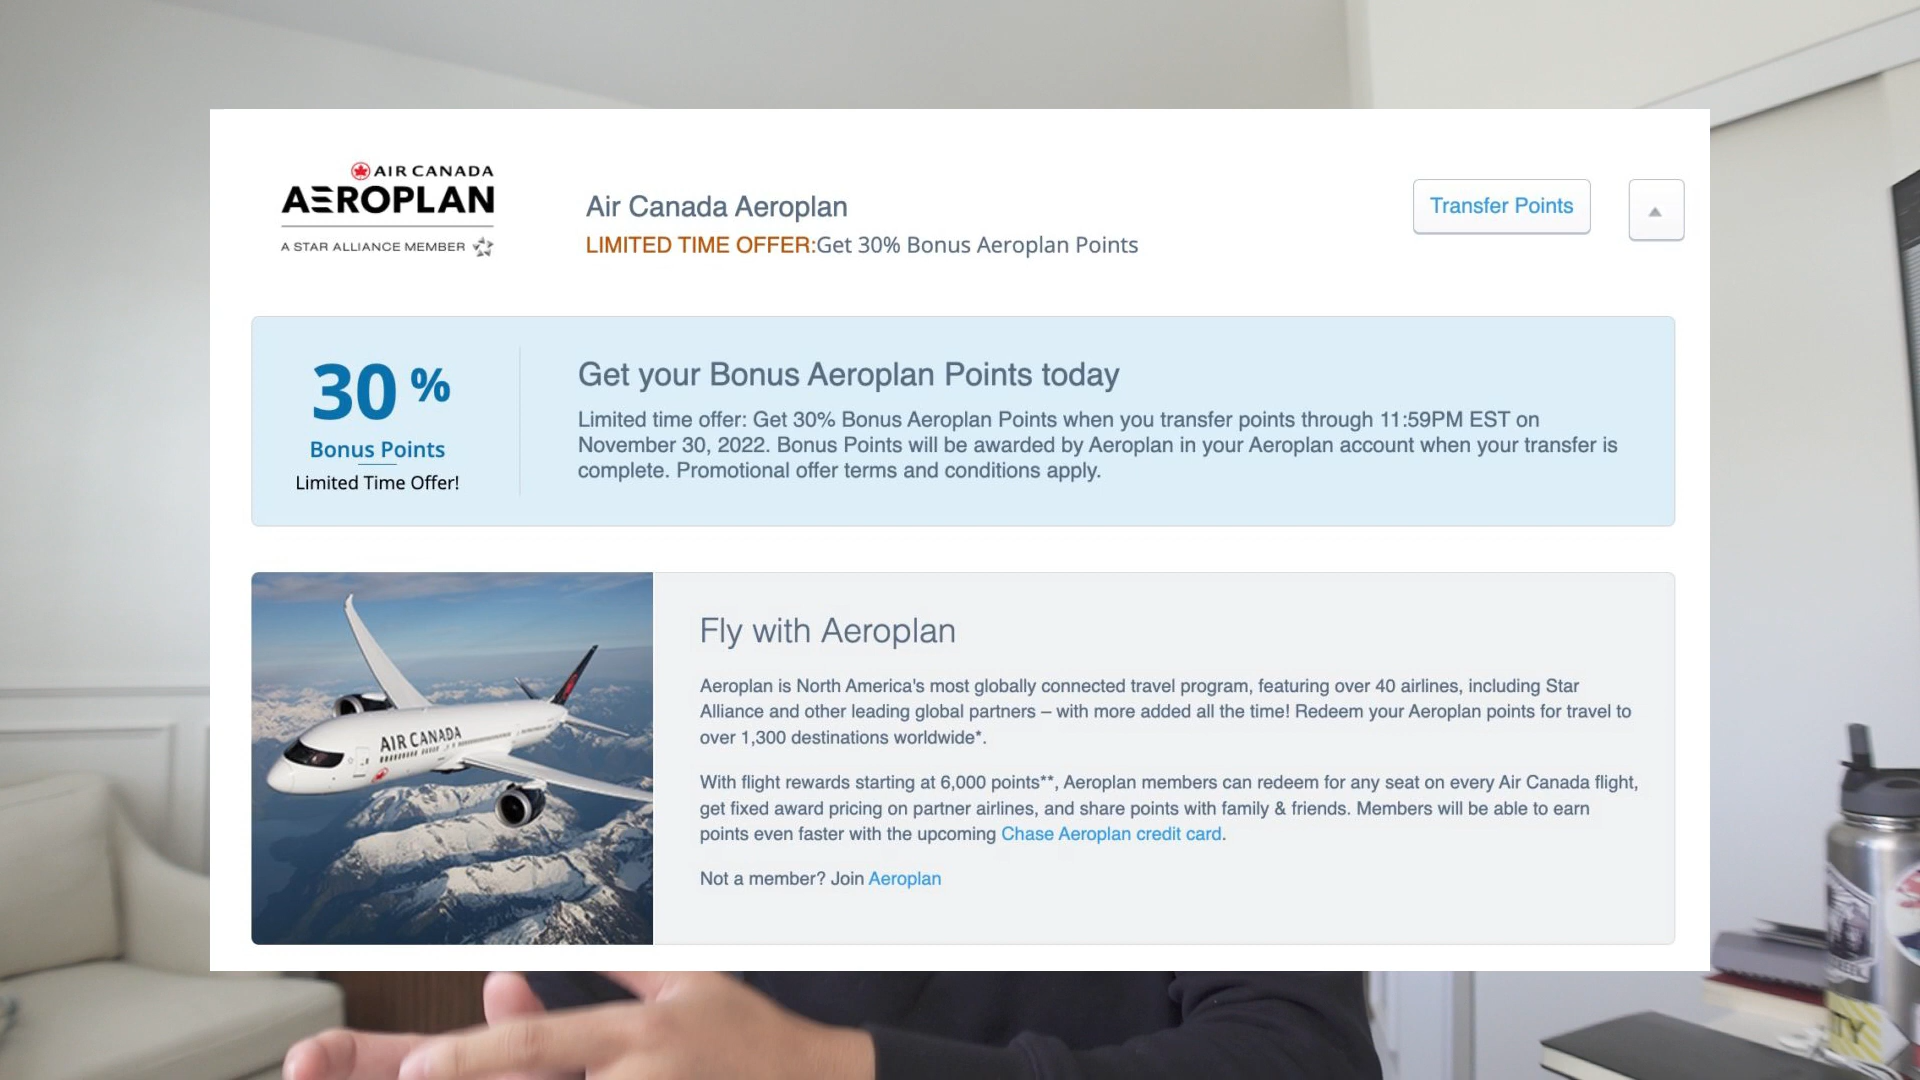 AIR CANADA
AEROPLAN
A STAR ALLIANCE MEMBER
Air Canada Aeroplan
LIMITED TIME OFFER:Get 30% Bonus Aeroplan Points
Transfer Points
30 %
Bonus Points
Limited Time Offer!
Get your Bonus Aeroplan Points today
Limited time offer: Get 30% Bonus Aeroplan Points when you transfer points through 11:59PM EST on
November 30, 2022. Bonus Points will be awarded by Aeroplan in your Aeroplan account when your transfer is
complete. Promotional offer terms and conditions apply.
AIR CANADA
Fly with Aeroplan
Aeroplan is North America's most globally connected travel program, featuring over 40 airlines, including Star
Alliance and other leading global partners – with more added all the time! Redeem your Aeroplan points for travel to
over 1,300 destinations worldwide*.
With flight rewards starting at 6,000 points**, Aeroplan members can redeem for any seat on every Air Canada flight,
get fixed award pricing on partner airlines, and share points with family & friends. Members will be able to earn
points even faster with the upcoming Chase Aeroplan credit card.
Not a member? Join Aeroplan